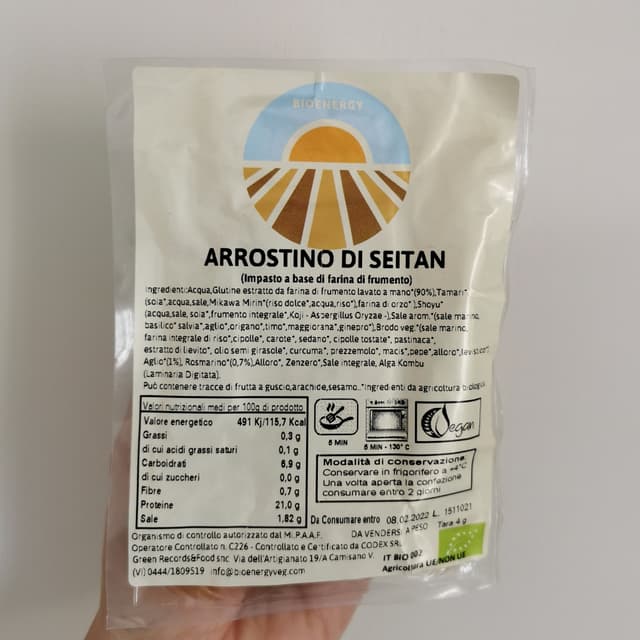 BIOENERGY
ARROSTINO DI SEITAN
(Impasto a base di farina di frumento)
Ingredienti:Acqua,Glutine estratto da farina di frumento lavato a mano*(90%),Tamari*
(soia*,acqua,sale,Mikawa Mirin*(riso dolce*,acqua,riso*),farina di orzo*),Shoyu*
(acqua,sale, soia*,frumento integrale*,Koji - Aspergillus Oryzae -),Sale arom.*(sale marino,
basilico* salvia*,aglio*,origano*,timo*,maggiorana*,ginepro*),Brodo veg.*(sale marino,
farina integrale di riso*,cipolle*, carote*, sedano*, cipolle tostate*, pastinaca*,
estratto di lievito*, olio semi girasole*, curcuma*, prezzemolo*, macis*,pepe*,alloro*,levistico*),
Aglio*(1%), Rosmarino*(0,7%),Alloro*, Zenzero*,Sale integrale, Alga Kombu
(Laminaria Digitata).
Può contenere tracce di frutta a guscio,arachide,sesamo.*Ingredienti da agricoltura biologica
Valori nutrizionali medi per 100g di prodotto
Valore energetico 491 Kj/115,7 Kcal
Grassi 0,3 g
di cui acidi grassi saturi 0,1 g
Carboidrati 6,9 g
di cui zuccheri 0,0 g
Fibre 0,7 g
Proteine 21,0 g
Sale 1,82 g
5 MIN
5 MIN - 130° C
Vegan
Modalità di conservazione.
Conservare in frigorifero a +4°C
Una volta aperta la confezione
consumare entro 2 giorni
Da Consumare entro 08.02.2022 L. 1511021
DA VENDERSI A PESO Tara 4 g
Organismo di controllo autorizzato dal Mi.P.A.A.F.
Operatore Controllato n. C226 - Controllato e Certificato da CODEX SRL
Green Records&Food snc Via dell'Artigianato 19/A Camisano V.
(VI) 0444/1809519 info@bioenergyveg.com
IT BIO 002
Agricoltura UE/NON UE